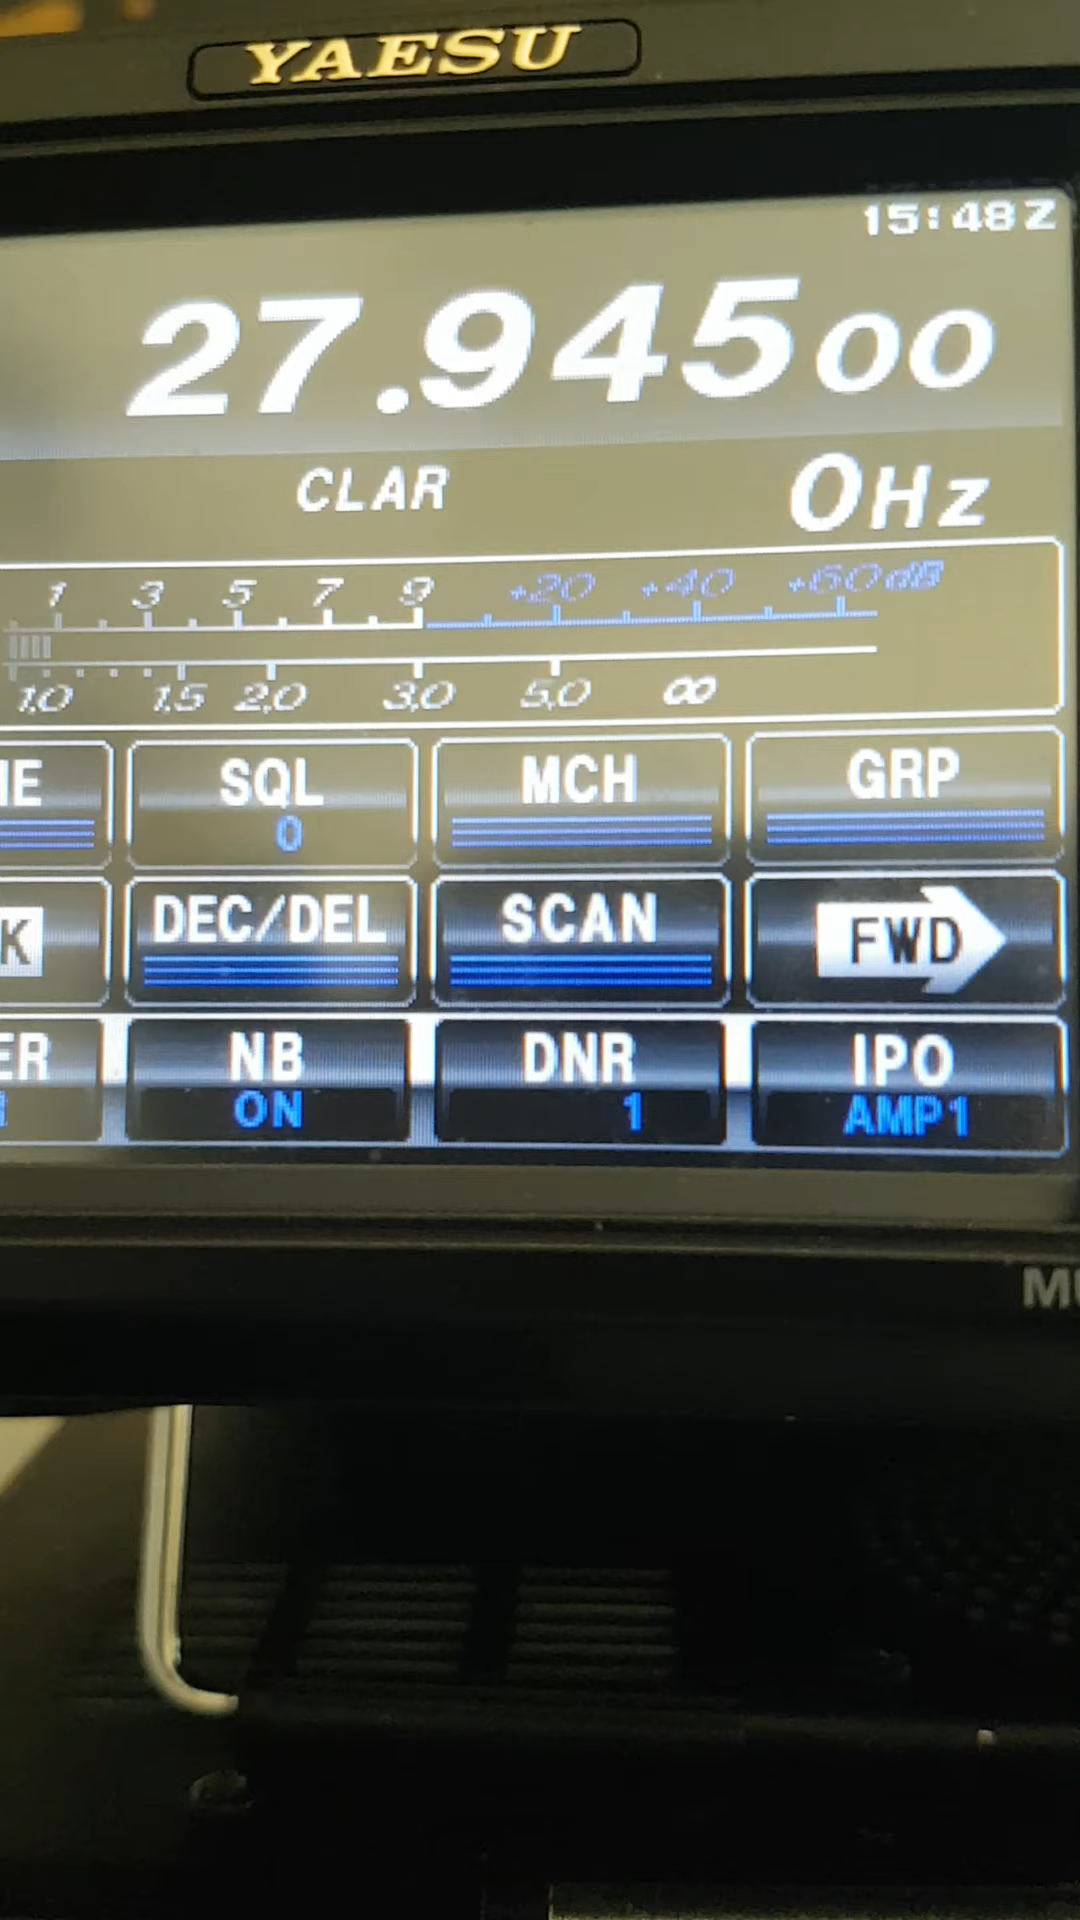 YAESU
15:48Z
27.94500
CLAR 0Hz
1 3 5 7 9 +20 +40 +60dB
1.0 1.5 2.0 3.0 5.0 ∞
SQL MCH GRP
0
K DEC/DEL SCAN FWD
ER NB DNR IPO
ON 1 AMP1